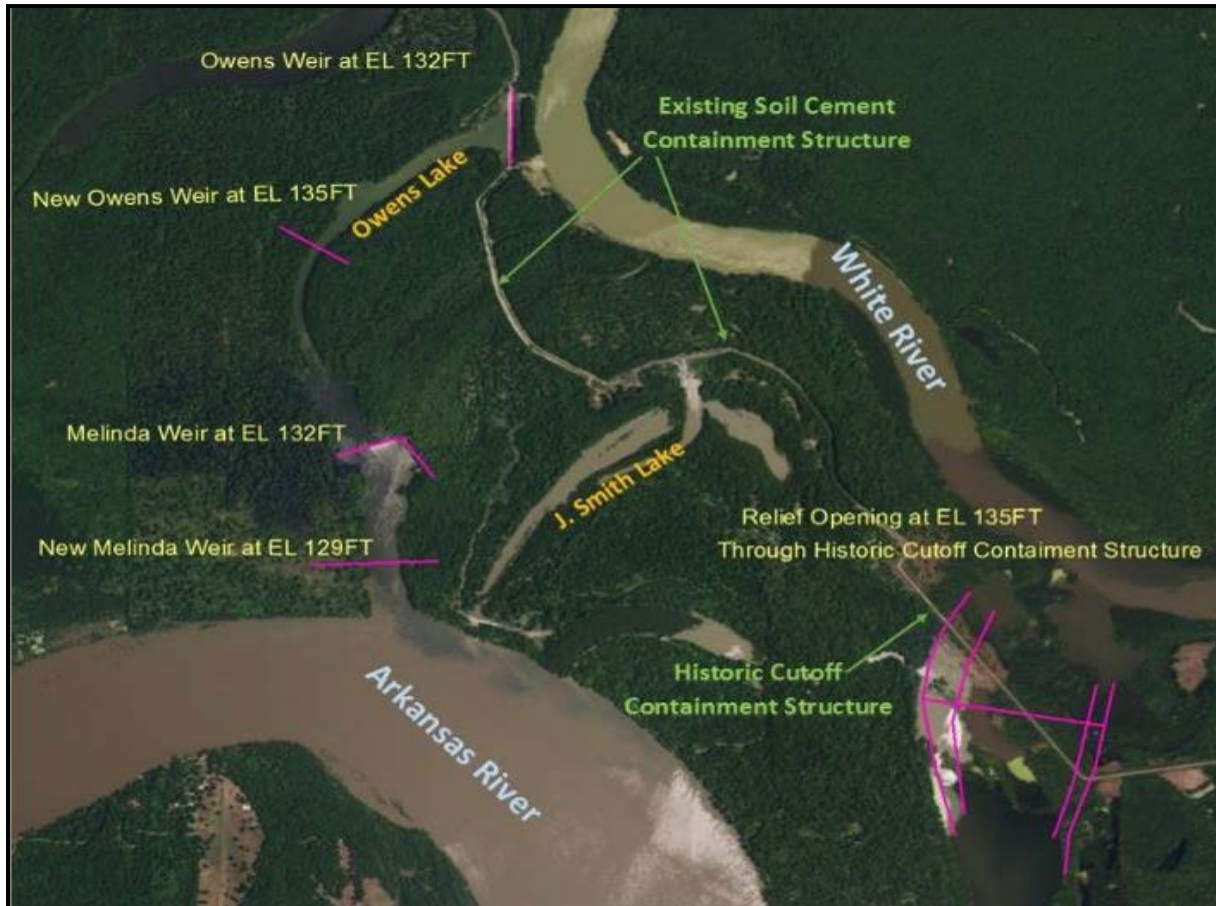 Owens Weir at EL 132FT
Existing Soil Cement
Containment Structure
New Owens Weir at EL 135FT
Owens Lake
White River
Melinda Weir at EL 132FT
J. Smith Lake
Relief Opening at EL 135FT
Through Historic Cutoff Contaiment Structure
New Melinda Weir at EL 129FT
Historic Cutoff
Containment Structure
Arkansas River